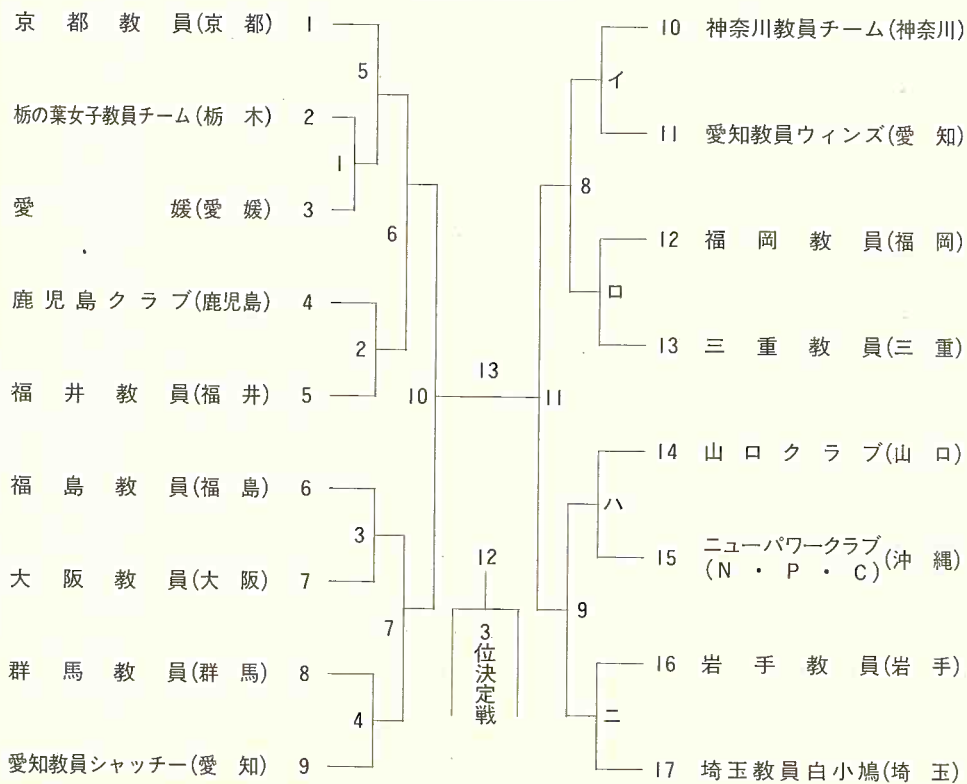 京都教員(京都) 1
5
栃の葉女子教員チーム(栃木) 2
1
愛媛(愛媛) 3
6
鹿児島クラブ(鹿児島) 4
2
福井教員(福井) 5
10
福島教員(福島) 6
3
大阪教員(大阪) 7
7
群馬教員(群馬) 8
4
愛知教員シャッチー(愛知) 9
13
12
3位決定戦
10 神奈川教員チーム(神奈川)
イ
11 愛知教員ウィンズ(愛知)
8
12 福岡教員(福岡)
ロ
13 三重教員(三重)
11
14 山口クラブ(山口)
ハ
15 ニューパワークラブ
(N・P・C)(沖縄)
9
16 岩手教員(岩手)
ニ
17 埼玉教員白小鳩(埼玉)